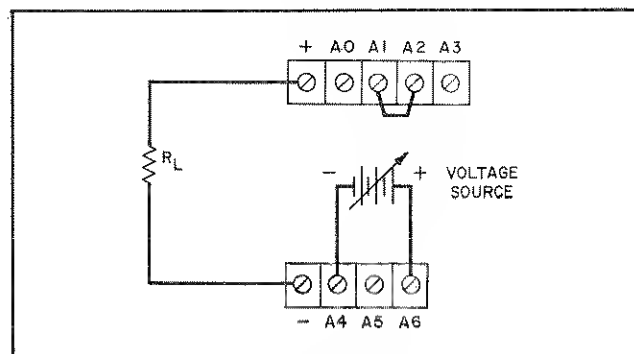 + A0 A1 A2 A3
R_L
- + VOLTAGE
SOURCE
- A4 A5 A6